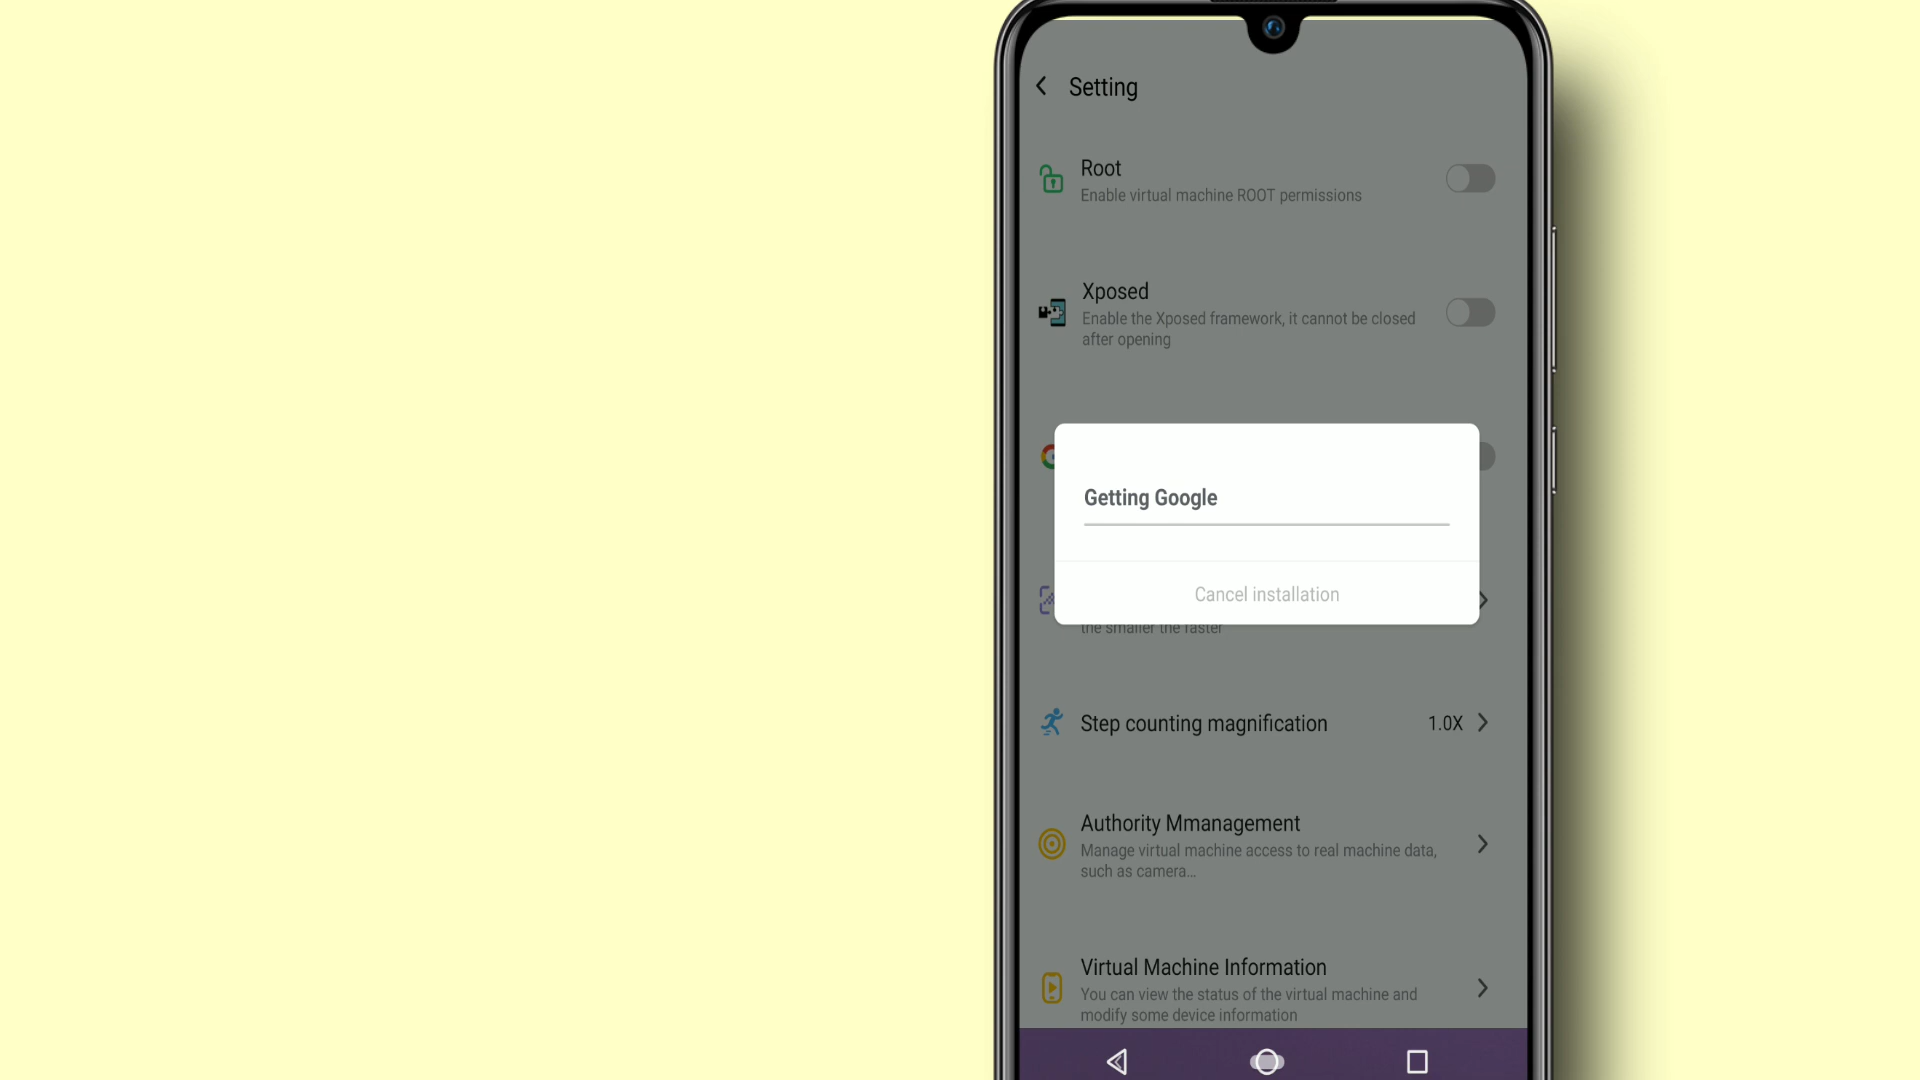 Setting
Root
Enable virtual machine ROOT permissions
Xposed
Enable the Xposed framework, it cannot be closed
after opening
Getting Google
Cancel installation
the smaller the faster
Step counting magnification
1.0X
Authority Mmanagement
Manage virtual machine access to real machine data,
such as camera...
Virtual Machine Information
You can view the status of the virtual machine and
modify some device information